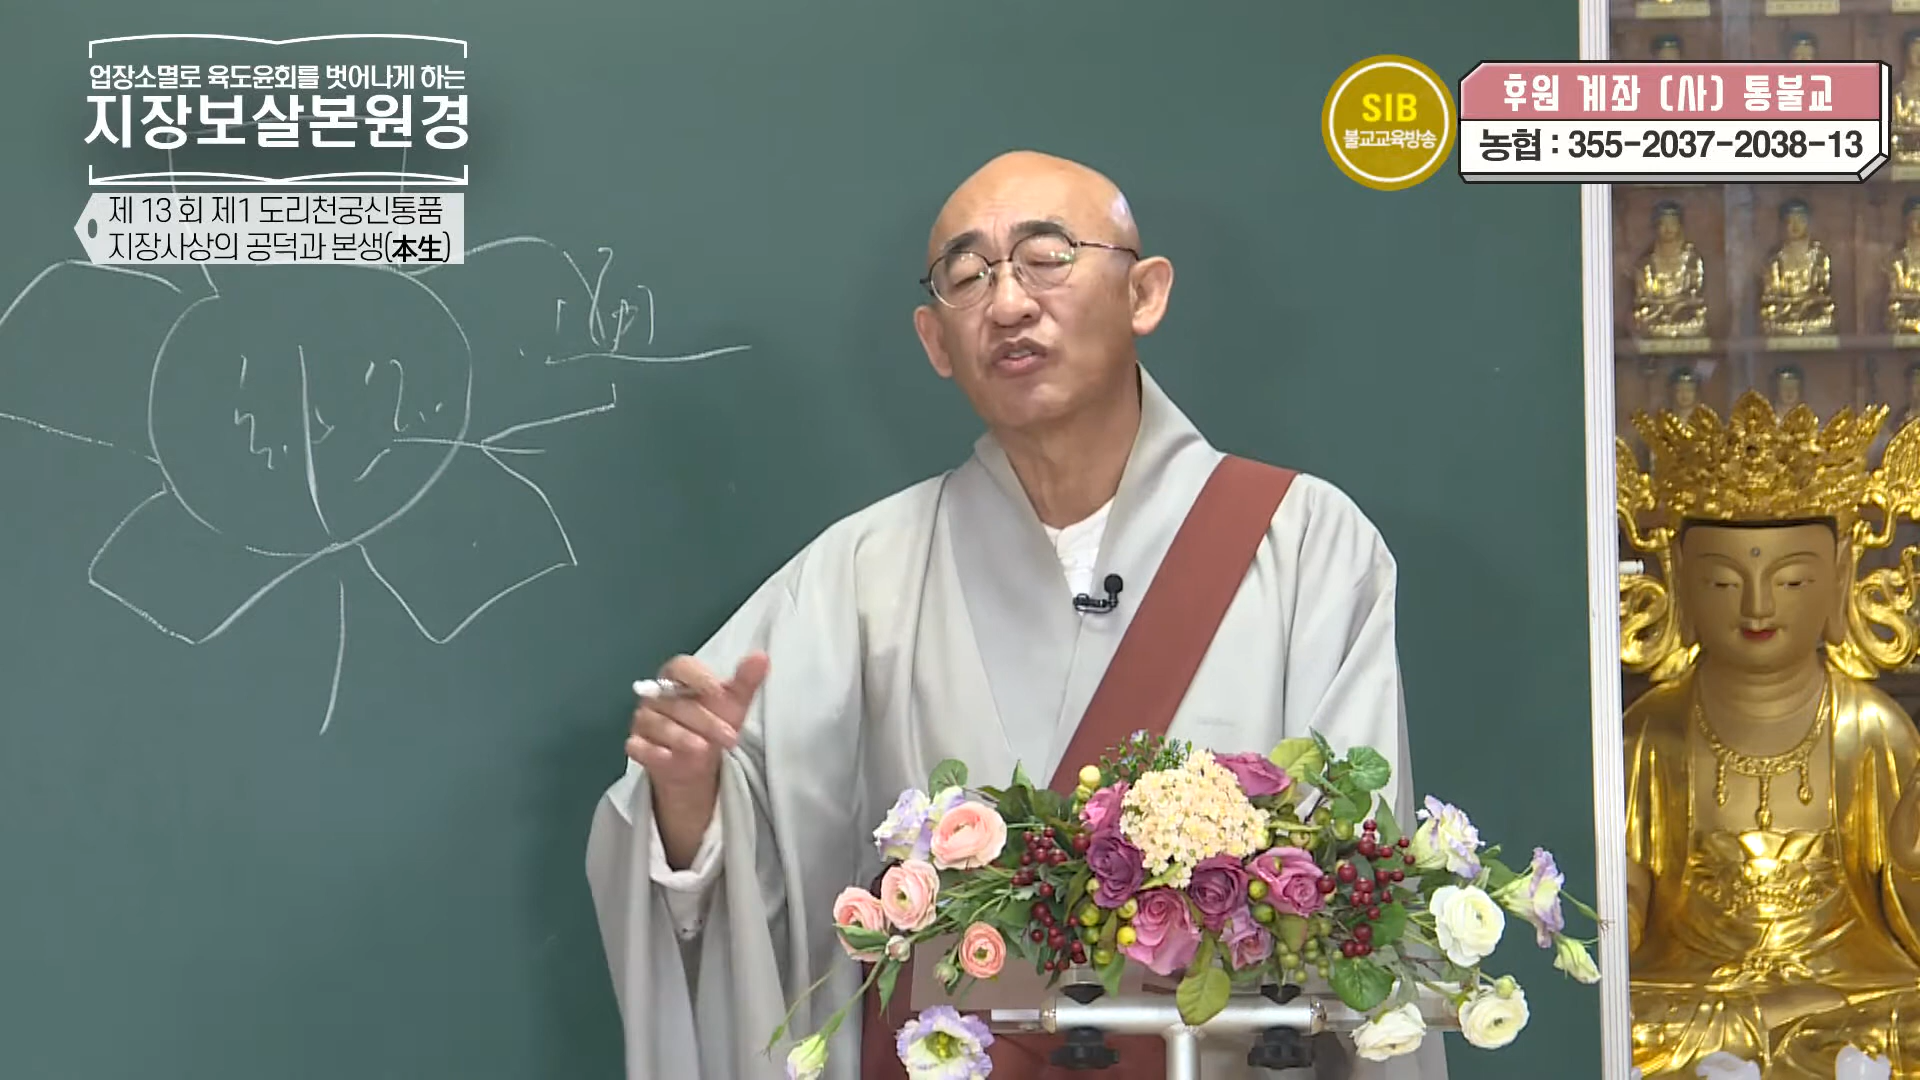 업장소멸로 육도윤회를 벗어나게 하는
지장보살본원경
제 13 회 제1 도리천궁신통품
지장사상의 공덕과 본생(本生)
SIB
불교교육방송
후원 계좌 (사) 통불교
농협 : 355-2037-2038-13